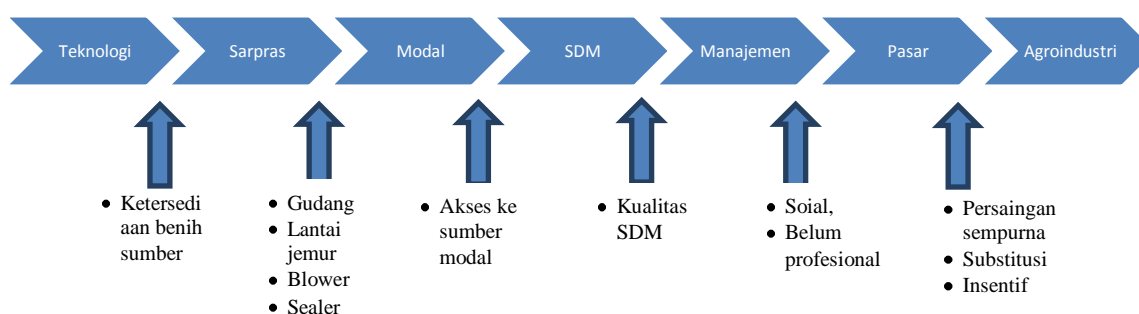 Teknologi
Sarpras
Modal
SDM
Manajemen
Pasar
Agroindustri
• Ketersedi
aan benih
sumber
• Gudang
• Lantai
jemur
• Blower
• Sealer
• Akses ke
sumber
modal
• Kualitas
SDM
• Soial,
• Belum
profesional
• Persaingan
sempurna
• Substitusi
• Insentif